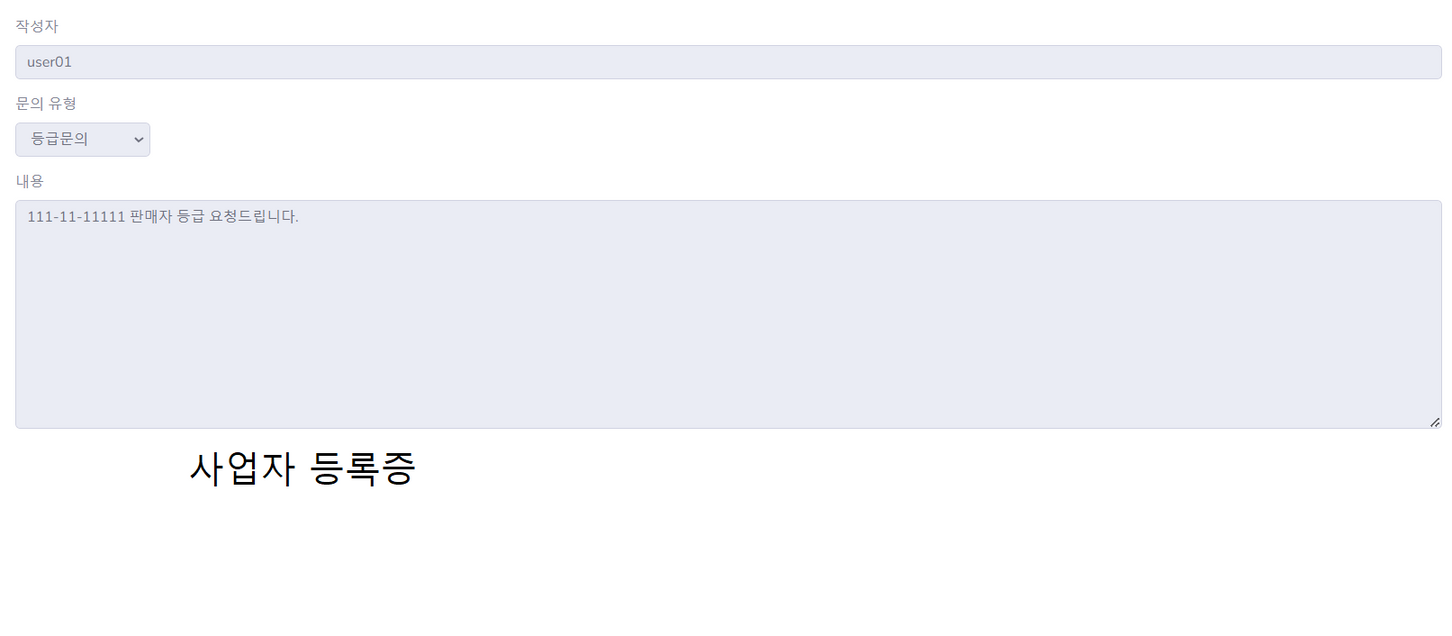 작성자
user01
문의 유형
등급문의
내용
111-11-11111 판매자 등급 요청드립니다.
사업자 등록증